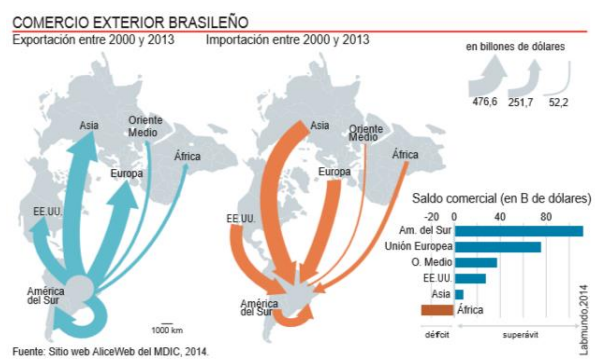 COMERCIO EXTERIOR BRASILEÑO
Exportación entre 2000 y 2013
Importación entre 2000 y 2013
en billones de dólares
476,6 251,7 52,2
Asia
Oriente
Medio
África
Europa
EE.UU.
América
del Sur
1000 km
Asia
Oriente
Medio
África
Europa
EE.UU.
América
del Sur
Saldo comercial (en B de dólares)
-20 0 40 80
Am. del Sur
Unión Europea
O. Medio
EE.UU.
Asia
África
défcit superávit
Labmundo,2014
Fuente: Sitio web AliceWeb del MDIC, 2014.